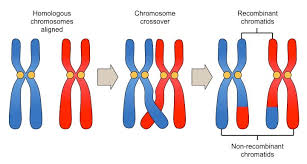 Homologous
chromosomes
aligned
Chromosome
crossover
Recombinant
chromatids
Non-recombinant
chromatids